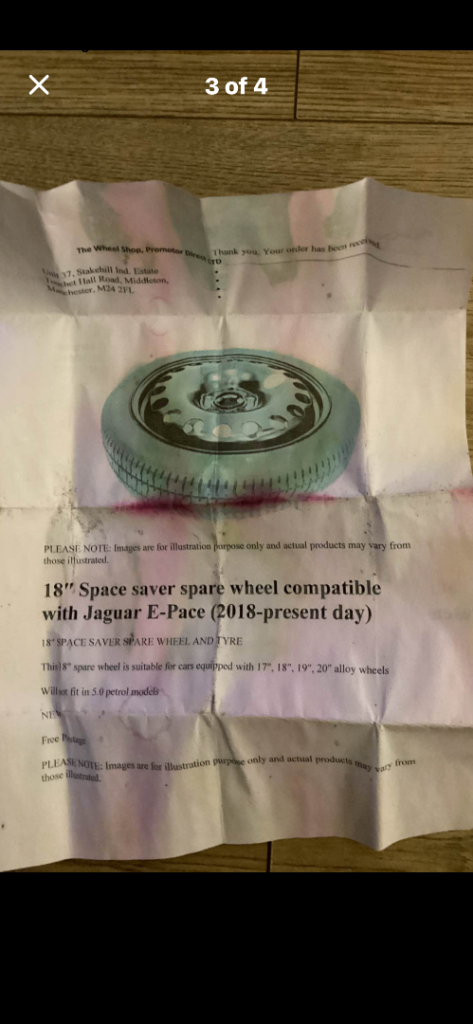 3 of 4
The Wheel Shop, Promotor Direct LTD
Thank you, Your order has been received.
37, Stakehill Ind. Estate
Hall Road, Middleton,
Manchester, M24 2FL
PLEASE NOTE: Images are for illustration purpose only and actual products may vary from
those illustrated.
18" Space saver spare wheel compatible
with Jaguar E-Pace (2018-present day)
18" SPACE SAVER SPARE WHEEL AND TYRE
This18" spare wheel is suitable for cars equipped with 17", 18", 19", 20" alloy wheels
Will not fit in 5.0 petrol models
NEW
Free Postage
PLEASE NOTE: Images are for illustration purpose only and actual products may vary from
those illustrated.